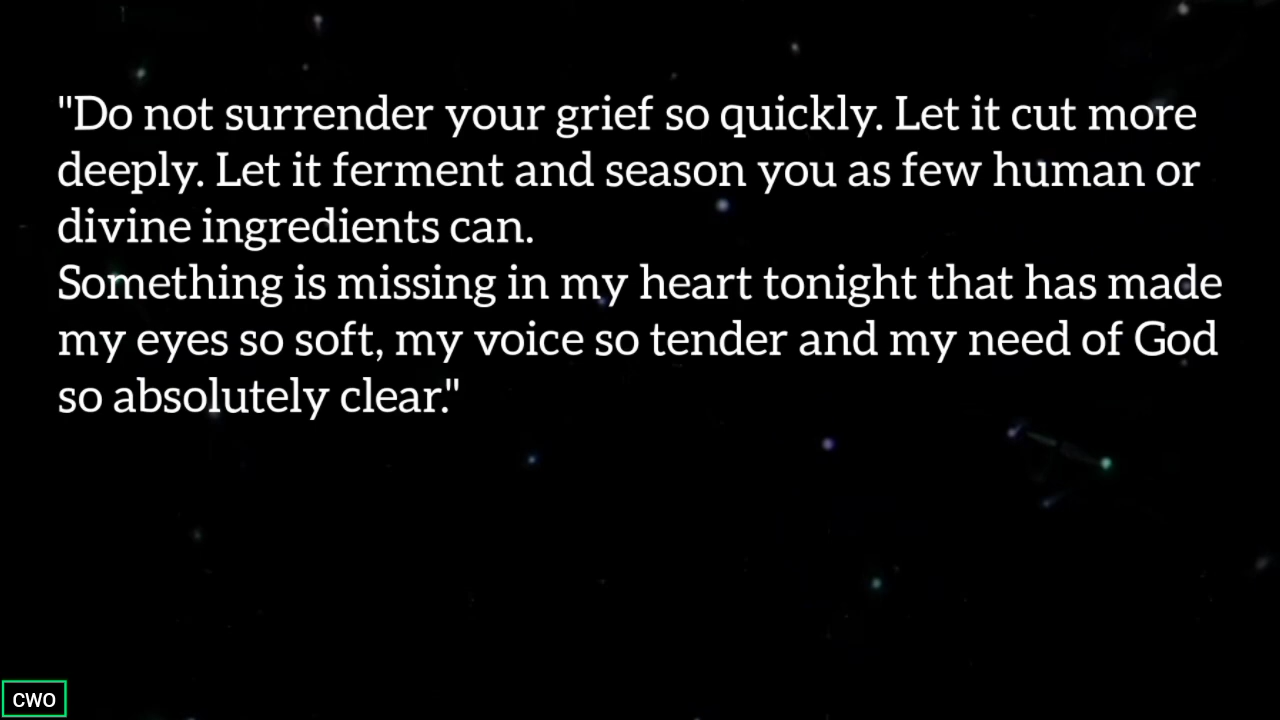 "Do not surrender your grief so quickly. Let it cut more
deeply. Let it ferment and season you as few human or
divine ingredients can.
Something is missing in my heart tonight that has made
my eyes so soft, my voice so tender and my need of God
so absolutely clear."
CWO